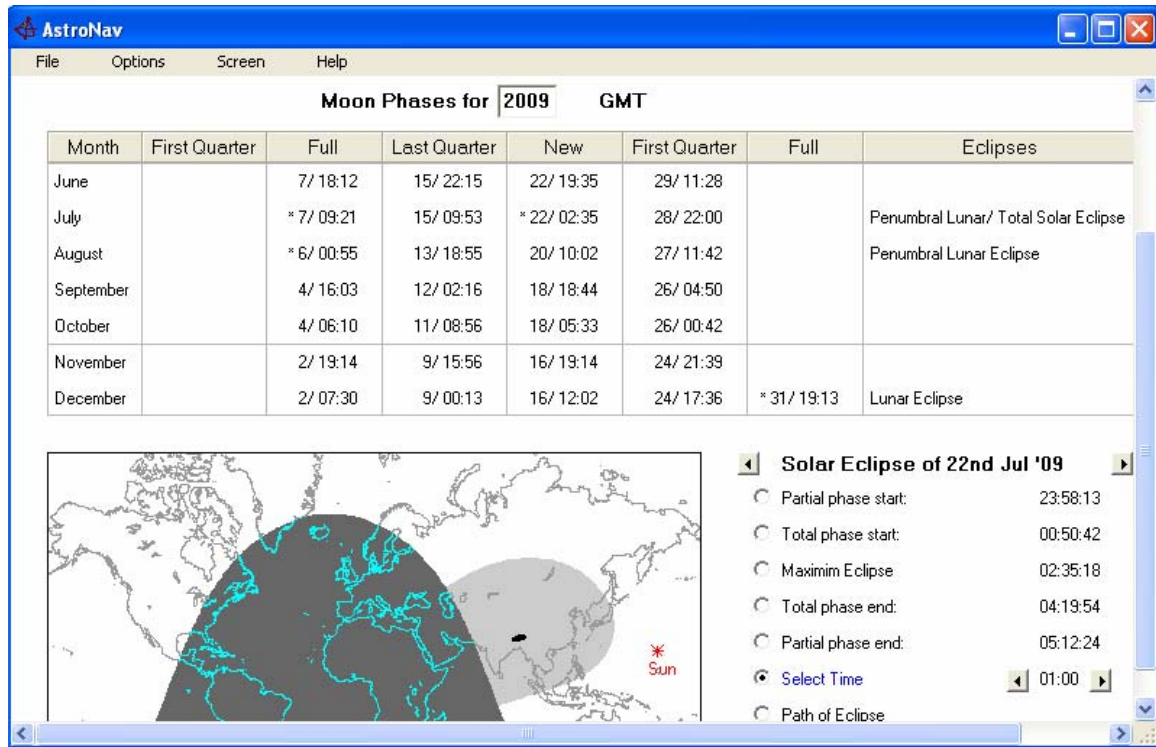 AstroNav
File Options Screen Help
Moon Phases for 2009 GMT
Month First Quarter Full Last Quarter New First Quarter Full Eclipses
June 7/ 18:12 15/ 22:15 22/ 19:35 29/ 11:28
July * 7/ 09:21 15/ 09:53 * 22/ 02:35 28/ 22:00 Penumbral Lunar/ Total Solar Eclipse
August * 6/ 00:55 13/ 18:55 20/ 10:02 27/ 11:42 Penumbral Lunar Eclipse
September 4/ 16:03 12/ 02:16 18/ 18:44 26/ 04:50
October 4/ 06:10 11/ 08:56 18/ 05:33 26/ 00:42
November 2/ 19:14 9/ 15:56 16/ 19:14 24/ 21:39
December 2/ 07:30 9/ 00:13 16/ 12:02 24/ 17:36 * 31/ 19:13 Lunar Eclipse
Sun
Solar Eclipse of 22nd Jul '09
Partial phase start: 23:58:13
Total phase start: 00:50:42
Maximim Eclipse 02:35:18
Total phase end: 04:19:54
Partial phase end: 05:12:24
Select Time 01:00
Path of Eclipse